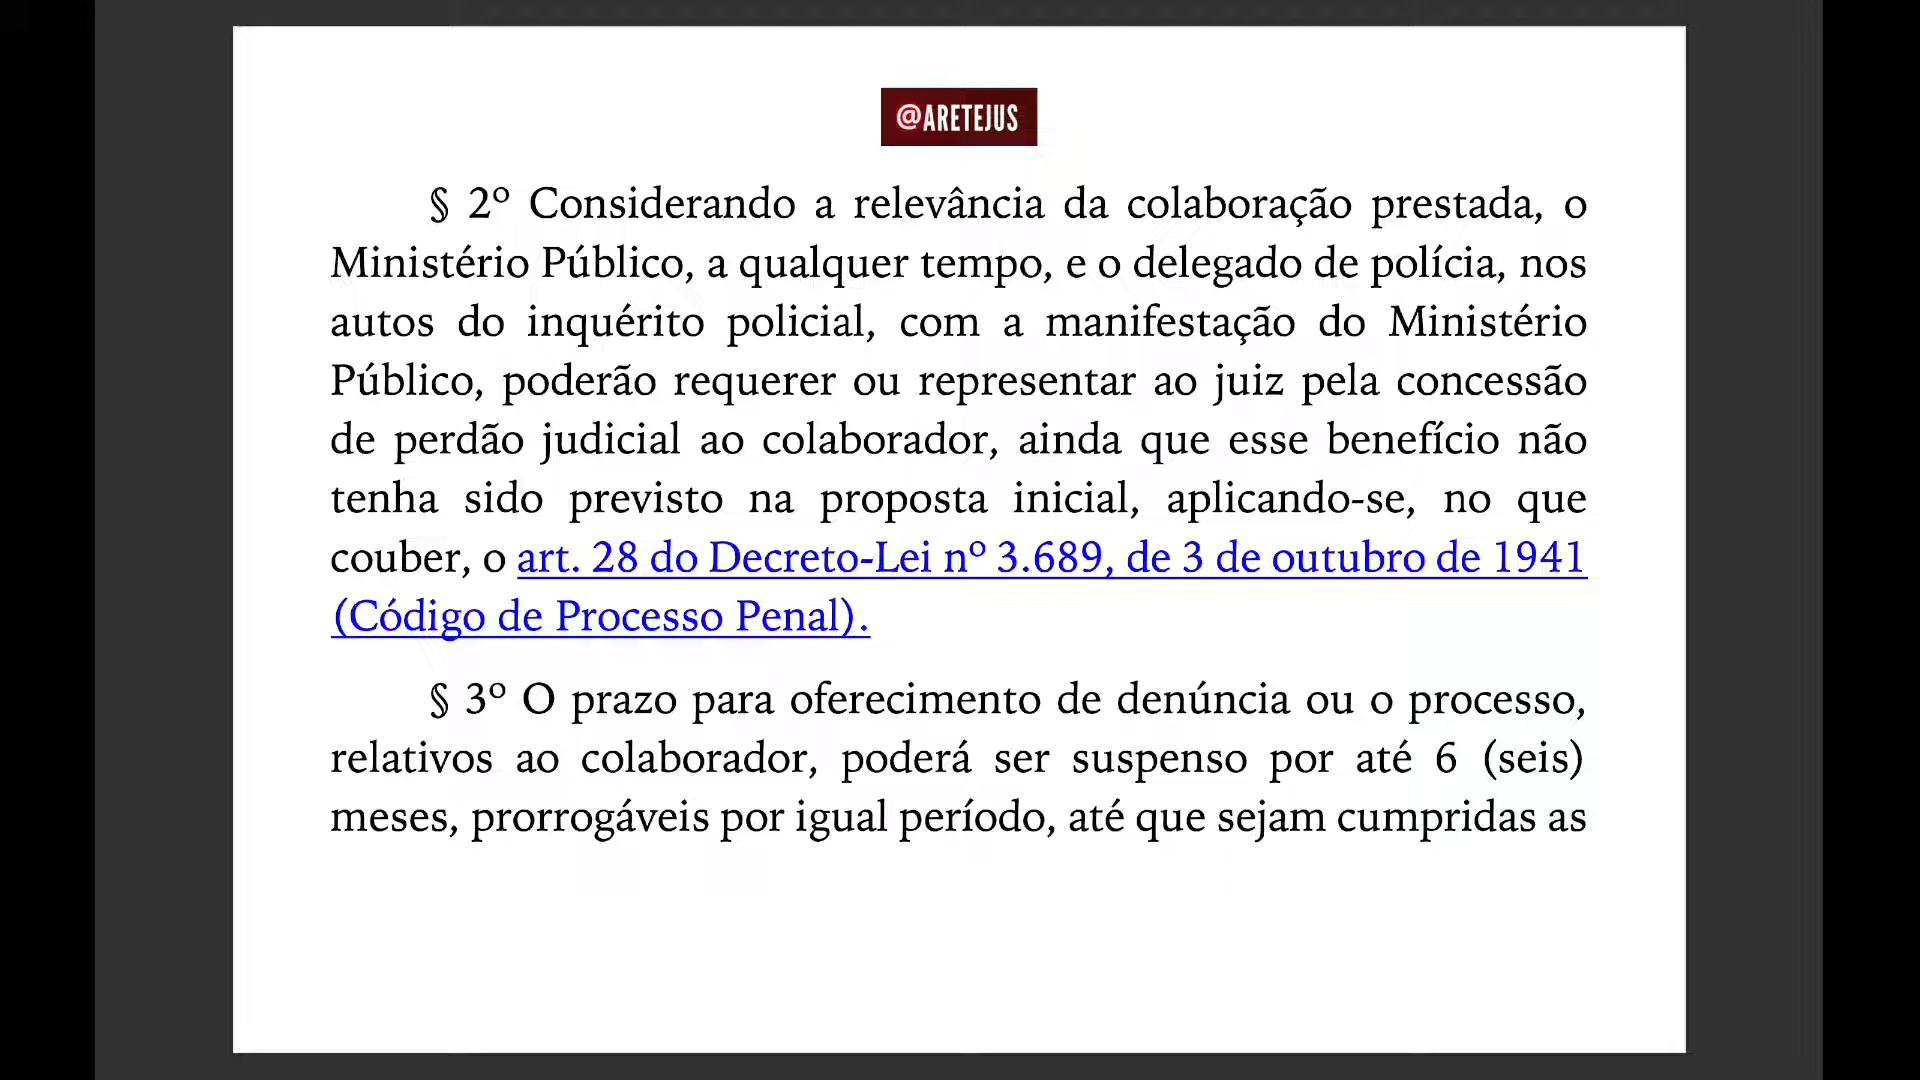 @ARETEJUS
§ 2º Considerando a relevância da colaboração prestada, o
Ministério Público, a qualquer tempo, e o delegado de polícia, nos
autos do inquérito policial, com a manifestação do Ministério
Público, poderão requerer ou representar ao juiz pela concessão
de perdão judicial ao colaborador, ainda que esse benefício não
tenha sido previsto na proposta inicial, aplicando-se, no que
couber, o art. 28 do Decreto-Lei nº 3.689, de 3 de outubro de 1941
(Código de Processo Penal).
§ 3º O prazo para oferecimento de denúncia ou o processo,
relativos ao colaborador, poderá ser suspenso por até 6 (seis)
meses, prorrogáveis por igual período, até que sejam cumpridas as